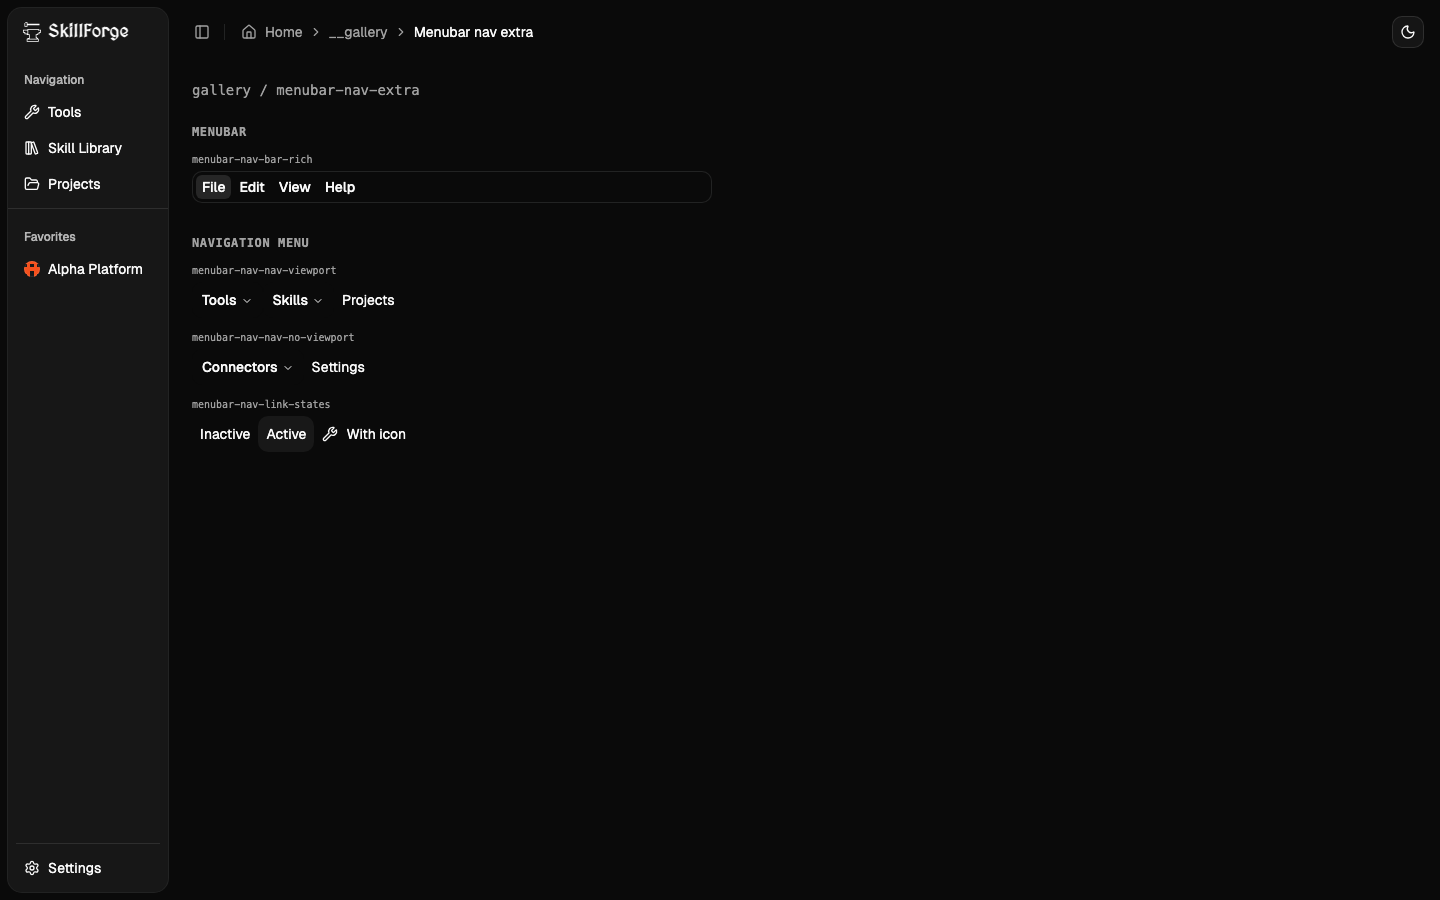 SkillForge
Navigation
Tools
Skill Library
Projects
Favorites
Alpha Platform
Settings
Home > __gallery > Menubar nav extra
gallery / menubar-nav-extra
MENUBAR
menubar-nav-bar-rich
File Edit View Help
NAVIGATION MENU
menubar-nav-nav-viewport
Tools Skills Projects
menubar-nav-nav-no-viewport
Connectors Settings
menubar-nav-link-states
Inactive Active With icon